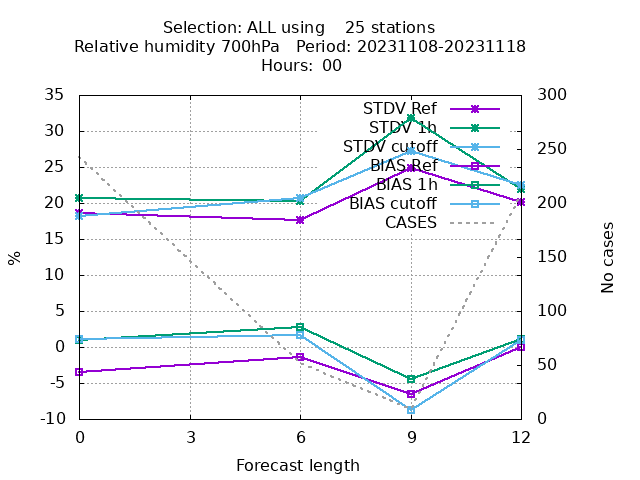 Selection: ALL using    25 stations
Relative humidity 700hPa   Period: 20231108-20231118
Hours: 00
35
30
25
20
15
10
5
0
-5
-10
%
STDV Ref
STDV 1h
STDV cutoff
BIAS Ref
BIAS 1h
BIAS cutoff
CASES
300
250
200
150
100
50
0
No cases
0 3 6 9 12
Forecast length